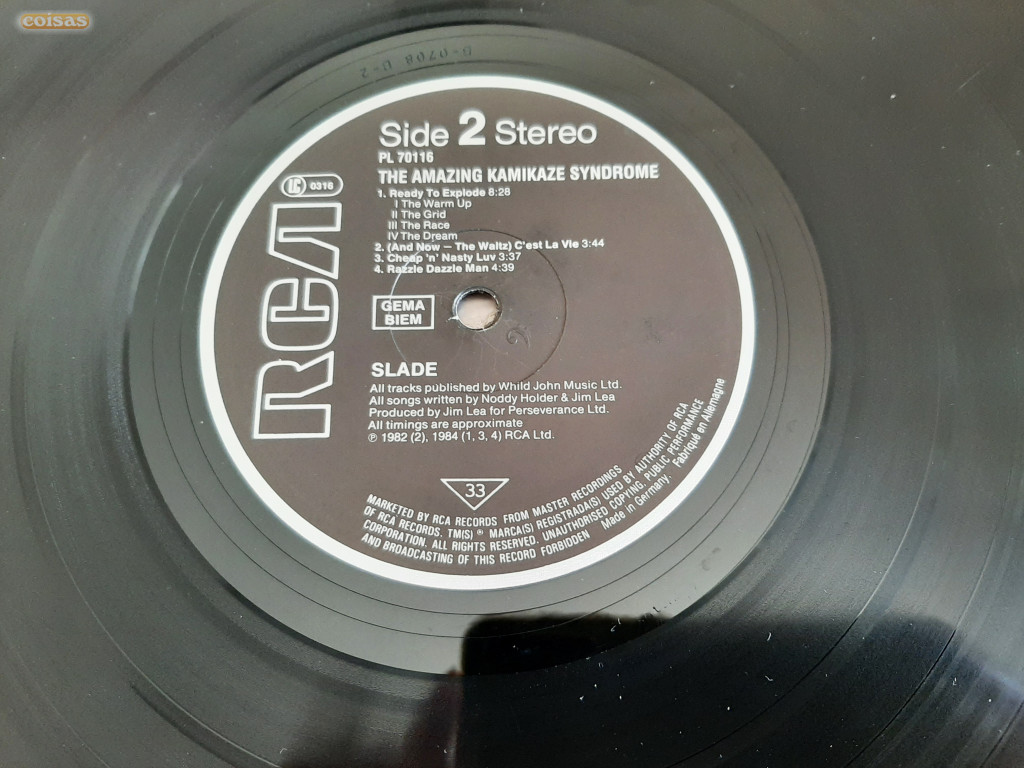 coisas
U-0708 U-2
Side 2 Stereo
PL 70116
THE AMAZING KAMIKAZE SYNDROME
LC 0316
RCA
1. Ready To Explode 8:28
I The Warm Up
II The Grid
III The Race
IV The Dream
2. (And Now – The Waltz) C'est La Vie 3:44
3. Cheap 'n' Nasty Luv 3:37
4. Razzle Dazzle Man 4:39
GEMA
BIEM
SLADE
All tracks published by Whild John Music Ltd.
All songs written by Noddy Holder & Jim Lea
Produced by Jim Lea for Perseverance Ltd.
All timings are approximate
℗ 1982 (2), 1984 (1, 3, 4) RCA Ltd.
33
MARKETED BY RCA RECORDS FROM MASTER RECORDINGS
OF RCA RECORDS. TM(S) ® MARCA(S) REGISTRADA(S) USED BY AUTHORITY OF RCA
CORPORATION. ALL RIGHTS RESERVED. UNAUTHORISED COPYING, PUBLIC PERFORMANCE
AND BROADCASTING OF THIS RECORD FORBIDDEN Made in Germany. Fabriqué en Allemagne